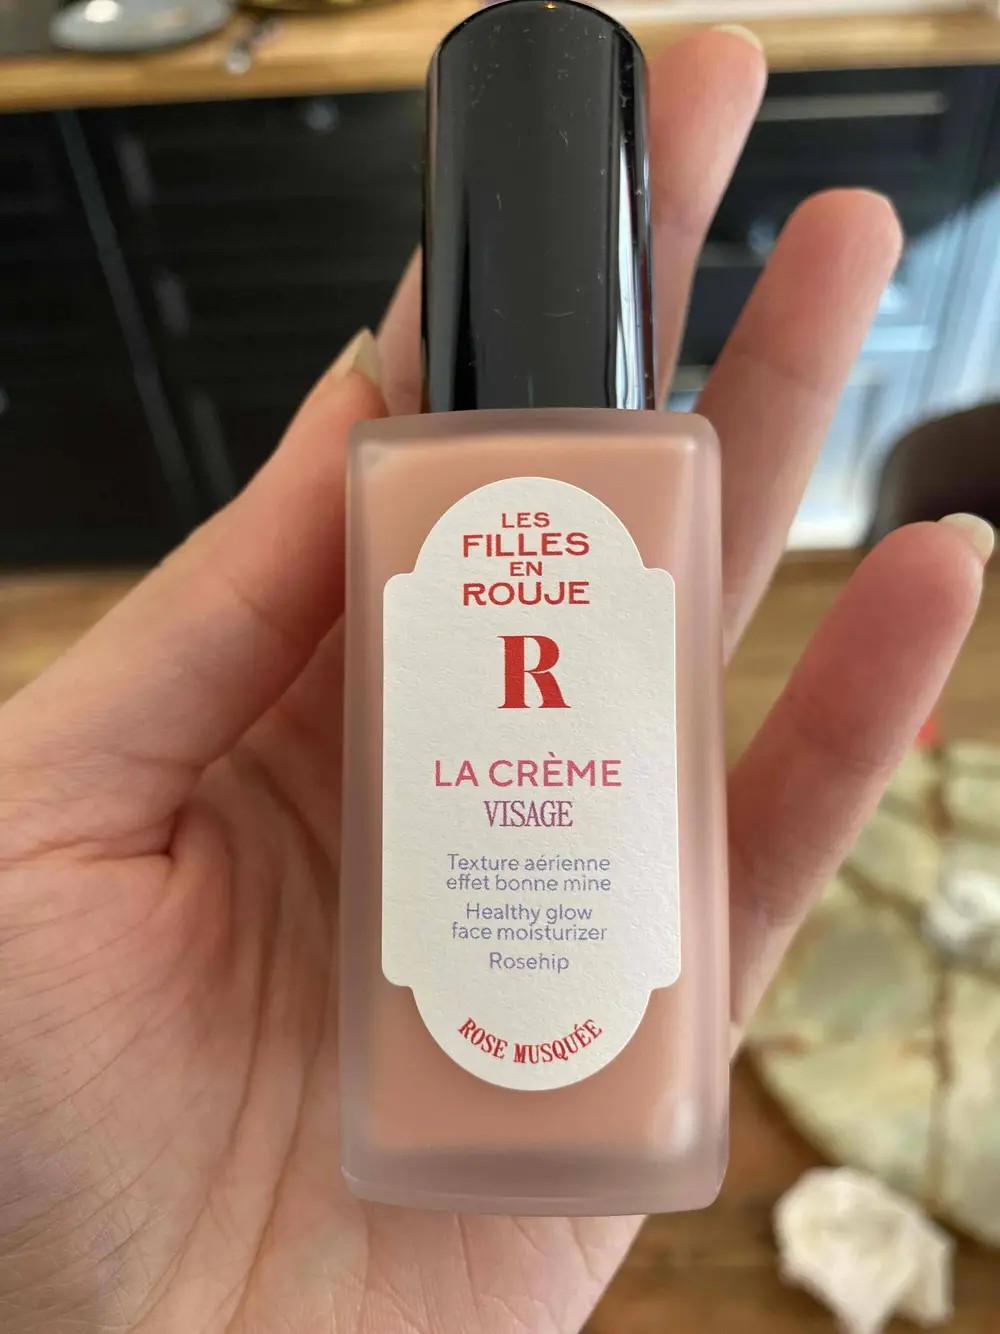 LES
FILLES
EN
ROUJE
R
LA CRÈME
VISAGE
Texture aérienne
effet bonne mine
Healthy glow
face moisturizer
Rosehip
ROSE MUSQUÉE